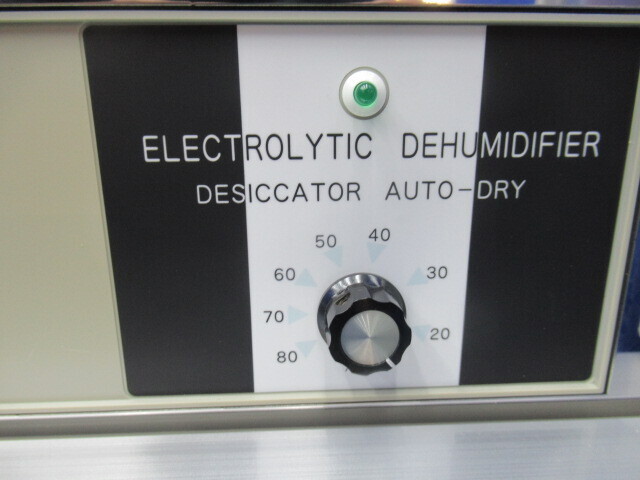 ELECTROLYTIC DEHUMIDIFIER
DESICCATOR AUTO-DRY
50 40
60 30
70 20
80